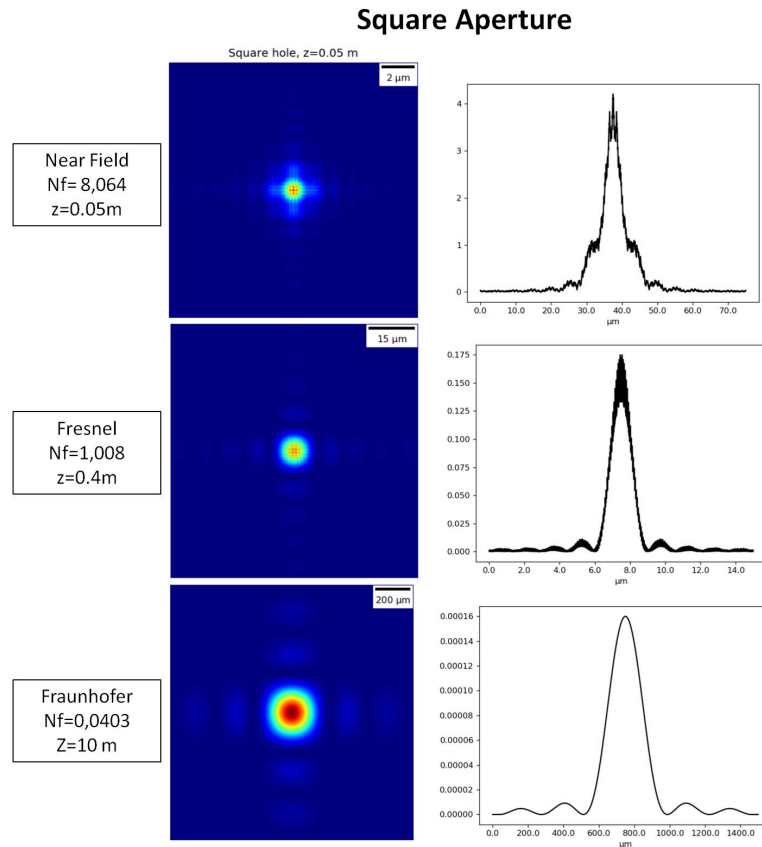 Square Aperture
Square hole, z=0.05 m
2 µm
Near Field
Nf= 8,064
z=0.05m
4
3
2
1
0
0.0 10.0 20.0 30.0 40.0 50.0 60.0 70.0
µm
15 µm
Fresnel
Nf=1,008
z=0.4m
0.175
0.150
0.125
0.100
0.075
0.050
0.025
0.000
0.0 2.0 4.0 6.0 8.0 10.0 12.0 14.0
µm
200 µm
Fraunhofer
Nf=0,0403
Z=10 m
0.00016
0.00014
0.00012
0.00010
0.00008
0.00006
0.00004
0.00002
0.00000
0.0 200.0 400.0 600.0 800.0 1000.0 1200.0 1400.0
µm